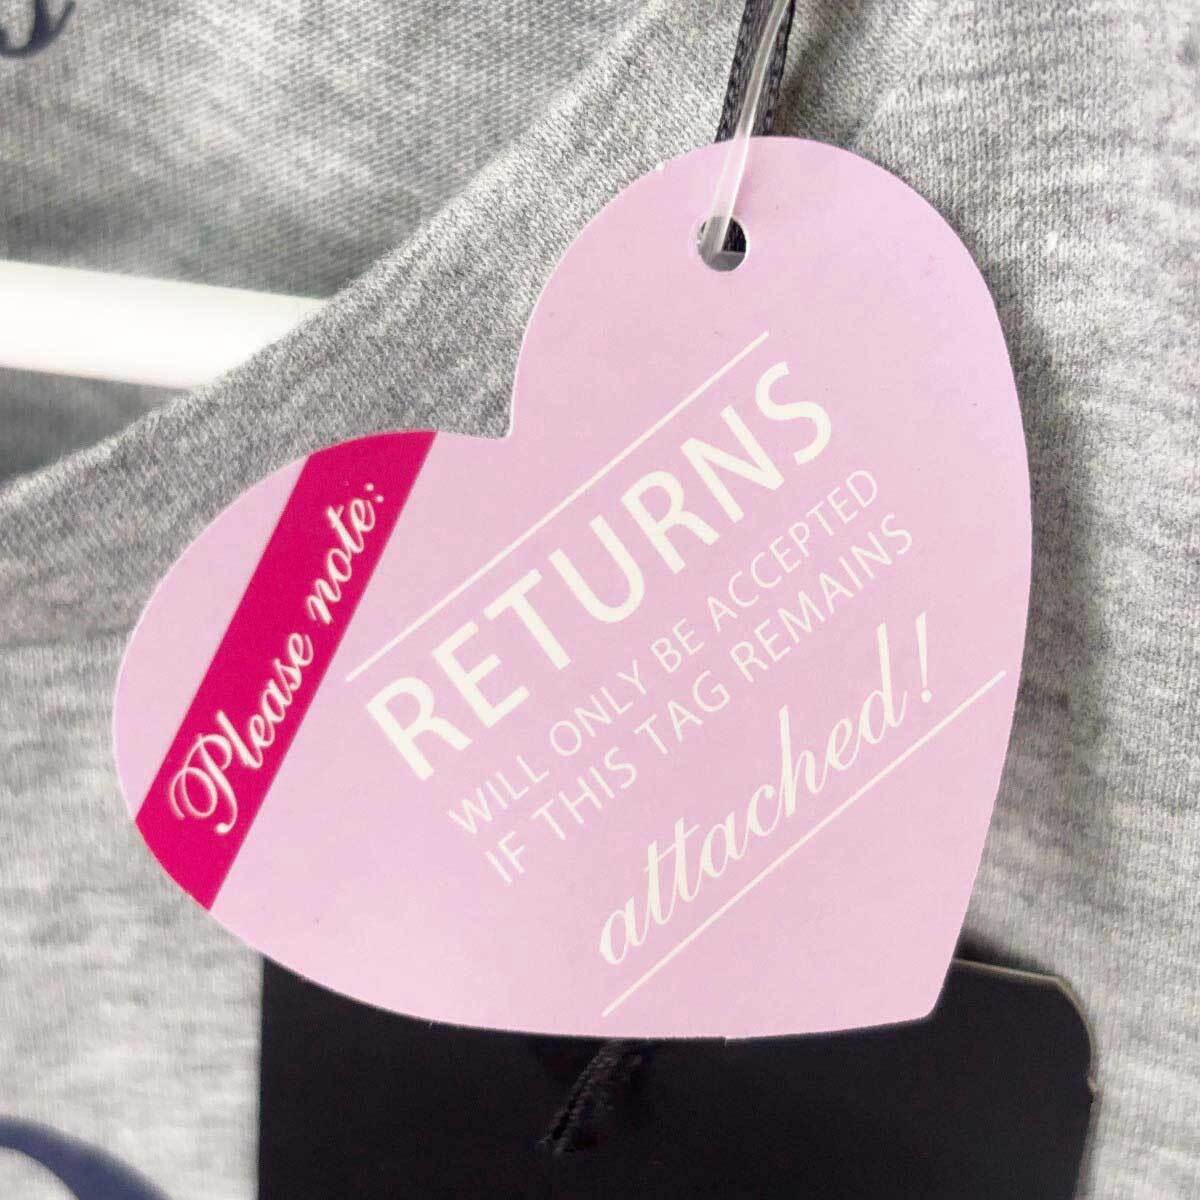 Please note:
RETURNS
WILL ONLY BE ACCEPTED
IF THIS TAG REMAINS
attached!